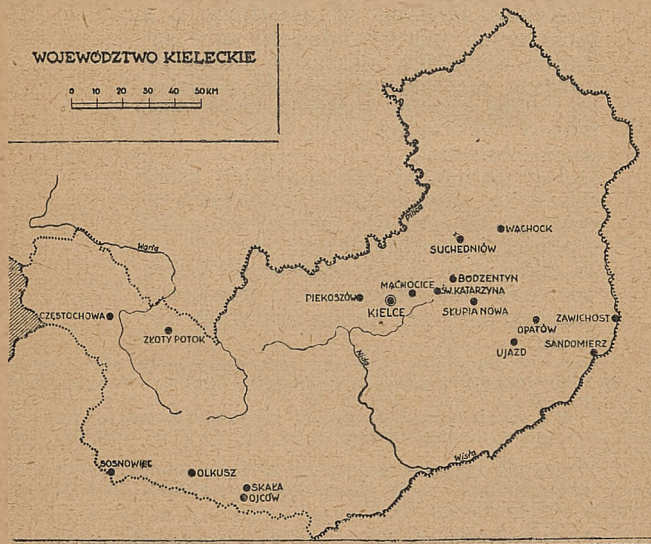 WOJEWÓDZTWO KIELECKIE
0 10 20 30 40 50 KM
Pilica
WĄCHOCK
SUCHEDNIÓW
Warta
BODZENTYN
MĄCHOCICE
ŚW. KATARZYNA
PIEKOSZÓW
KIELCE
SŁUPIA NOWA
CZĘSTOCHOWA
ZAWICHOST
OPATÓW
ZŁOTY POTOK
UJAZD
SANDOMIERZ
Nida
Wisła
SOSNOWIEC
OLKUSZ
SKAŁA
OJCÓW